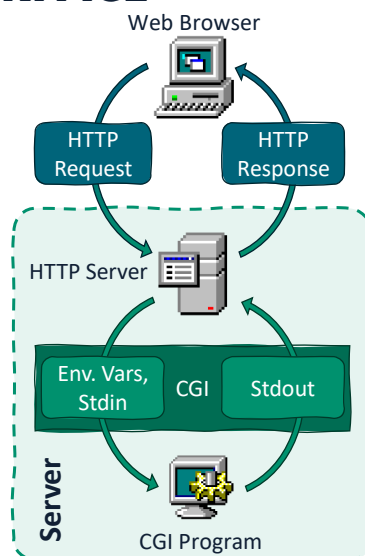 Web Browser
HTTP
Request
HTTP
Response
HTTP Server
Env. Vars,
Stdin
CGI
Stdout
Server
CGI Program